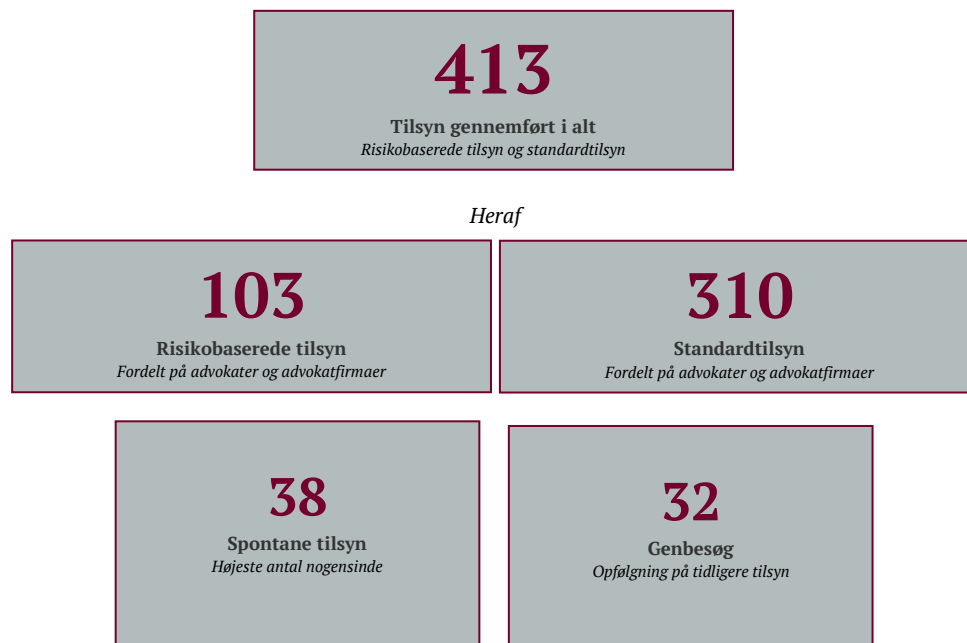 413
Tilsyn gennemført i alt
Risikobaserede tilsyn og standardtilsyn
Heraf
103
Risikobaserede tilsyn
Fordelt på advokater og advokatfirmaer
310
Standardtilsyn
Fordelt på advokater og advokatfirmaer
38
Spontane tilsyn
Højeste antal nogensinde
32
Genbesøg
Opfølgning på tidligere tilsyn